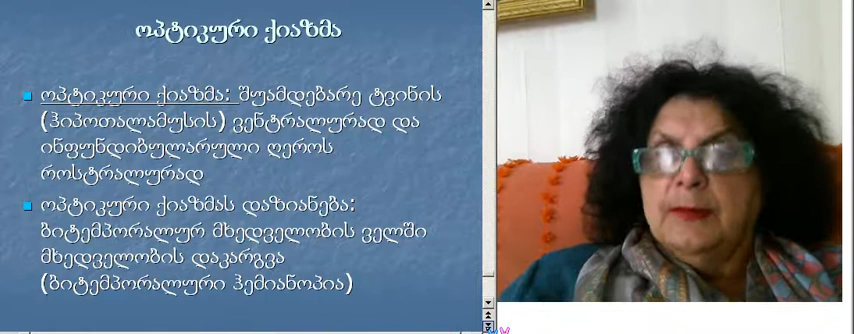 ოპტიკური ქიაზმა
ოპტიკური ქიაზმა: შუამდებარე ტვინის
(ჰიპოთალამუსის) ვენტრალურად და
ინფუნდიბულარული ღეროს
როსტრალურად
ოპტიკური ქიაზმას დაზიანება:
ბიტემპორალურ მხედველობის ველში
მხედველობის დაკარგვა
(ბიტემპორალური ჰემიანოპია)